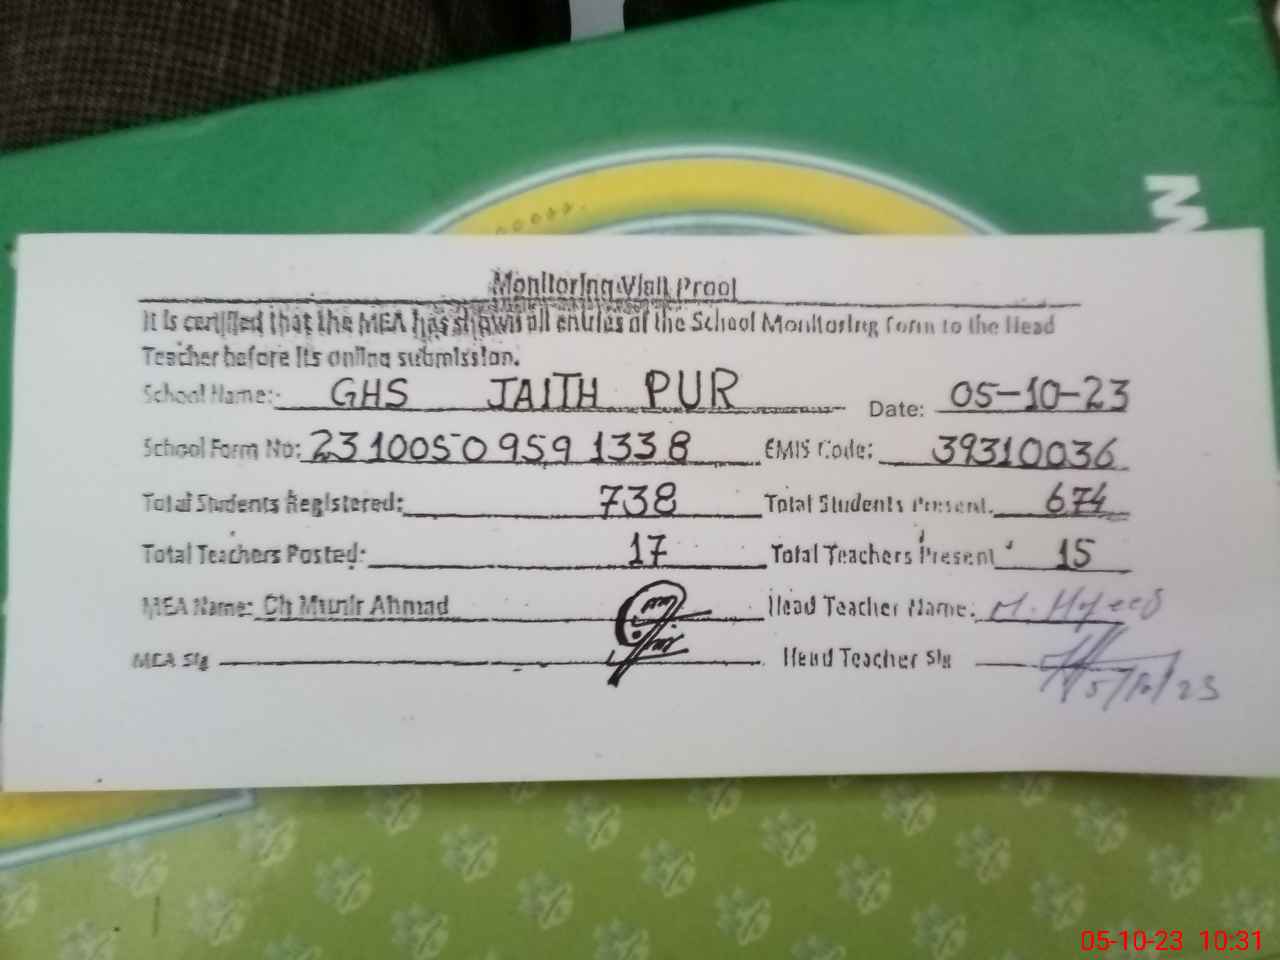 M
Monitoring Visit Proof
It is certified that the MEA has shown all entries of the School Monitoring form to the Head
Teacher before its online submission.
School Name: GHS JAITH PUR Date: 05-10-23
School Form No: 23100509591338 EMIS Code: 39310036
Total Students Registered: 738 Total Students Present. 674
Total Teachers Posted: 17 Total Teachers Present 15
MEA Name: Ch Munir Ahmad Head Teacher Name: M.
MEA Sig Head Teacher Sig
5/10/23
05-10-23 10:31